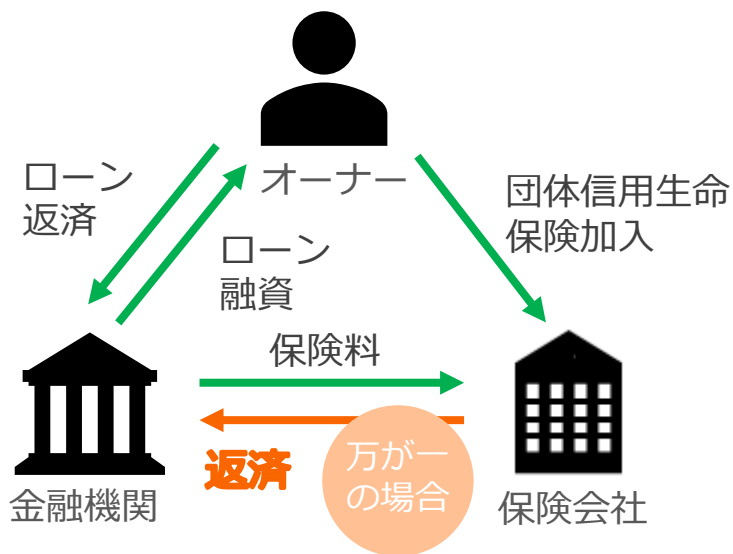 オーナー
ローン
返済
ローン
融資
団体信用生命
保険加入
保険料
返済
万が一
の場合
金融機関
保険会社